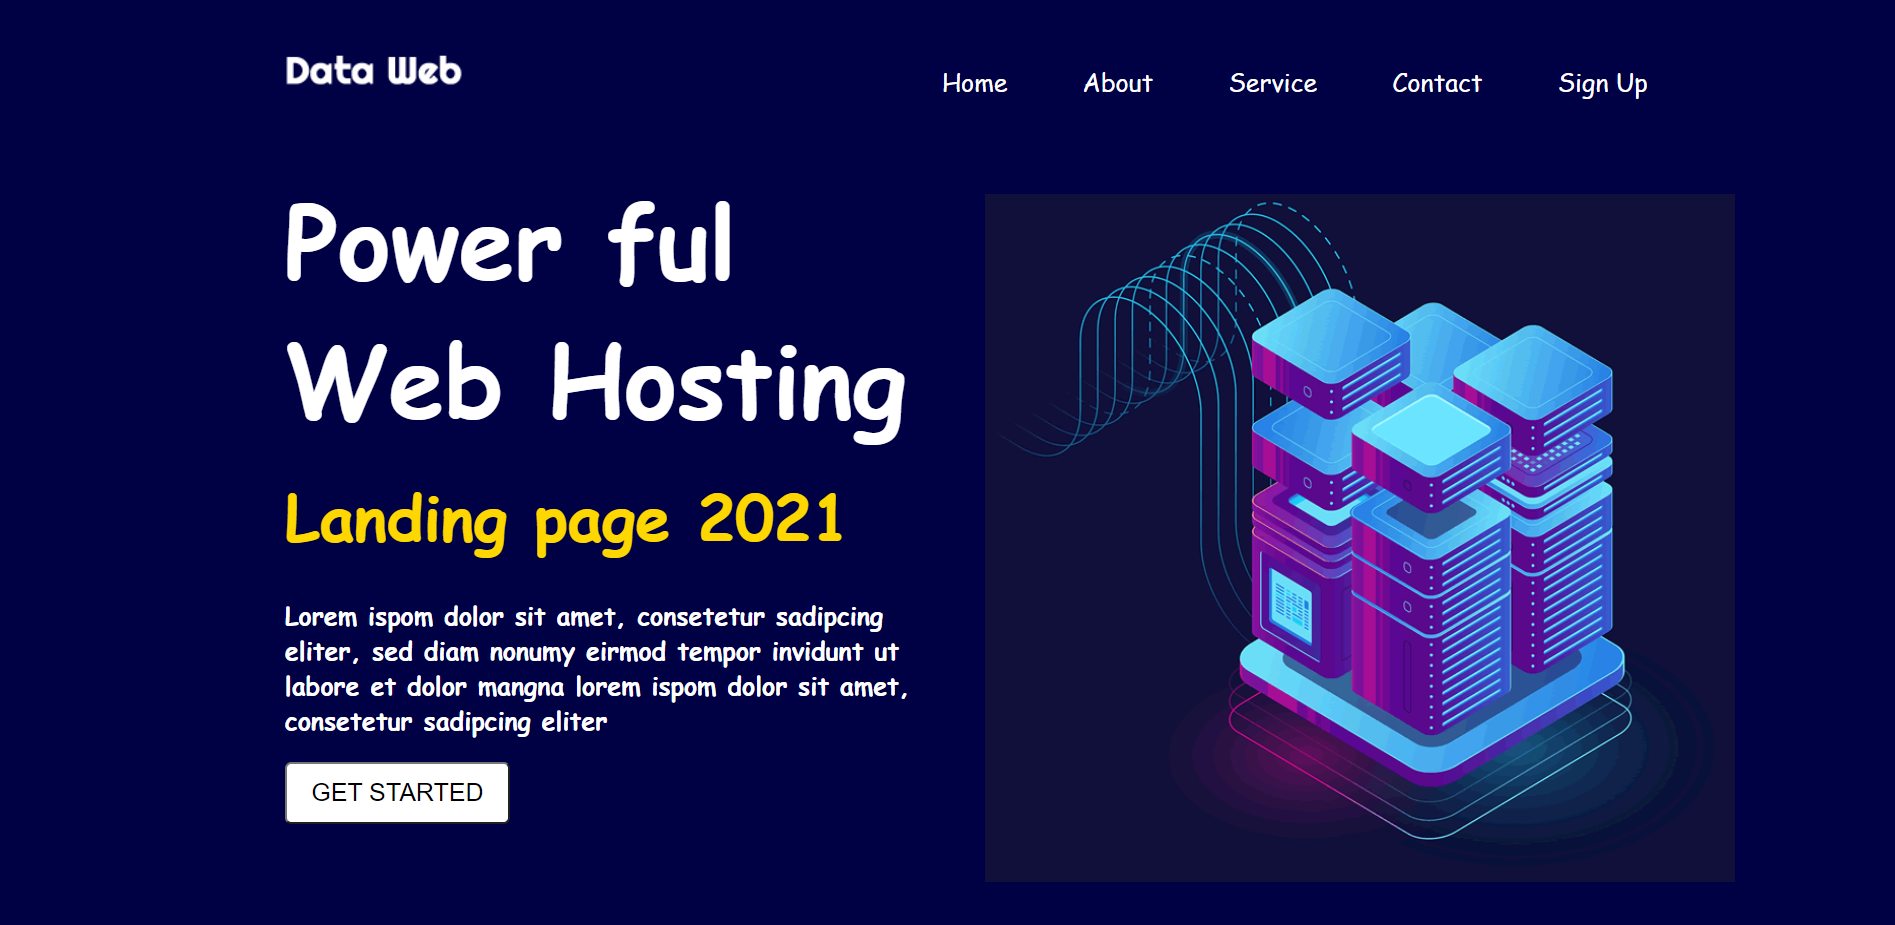 Data Web
Home About Service Contact Sign Up
Power ful
Web Hosting
Landing page 2021
Lorem ispom dolor sit amet, consetetur sadipcing
eliter, sed diam nonumy eirmod tempor invidunt ut
labore et dolor mangna lorem ispom dolor sit amet,
consetetur sadipcing eliter
GET STARTED